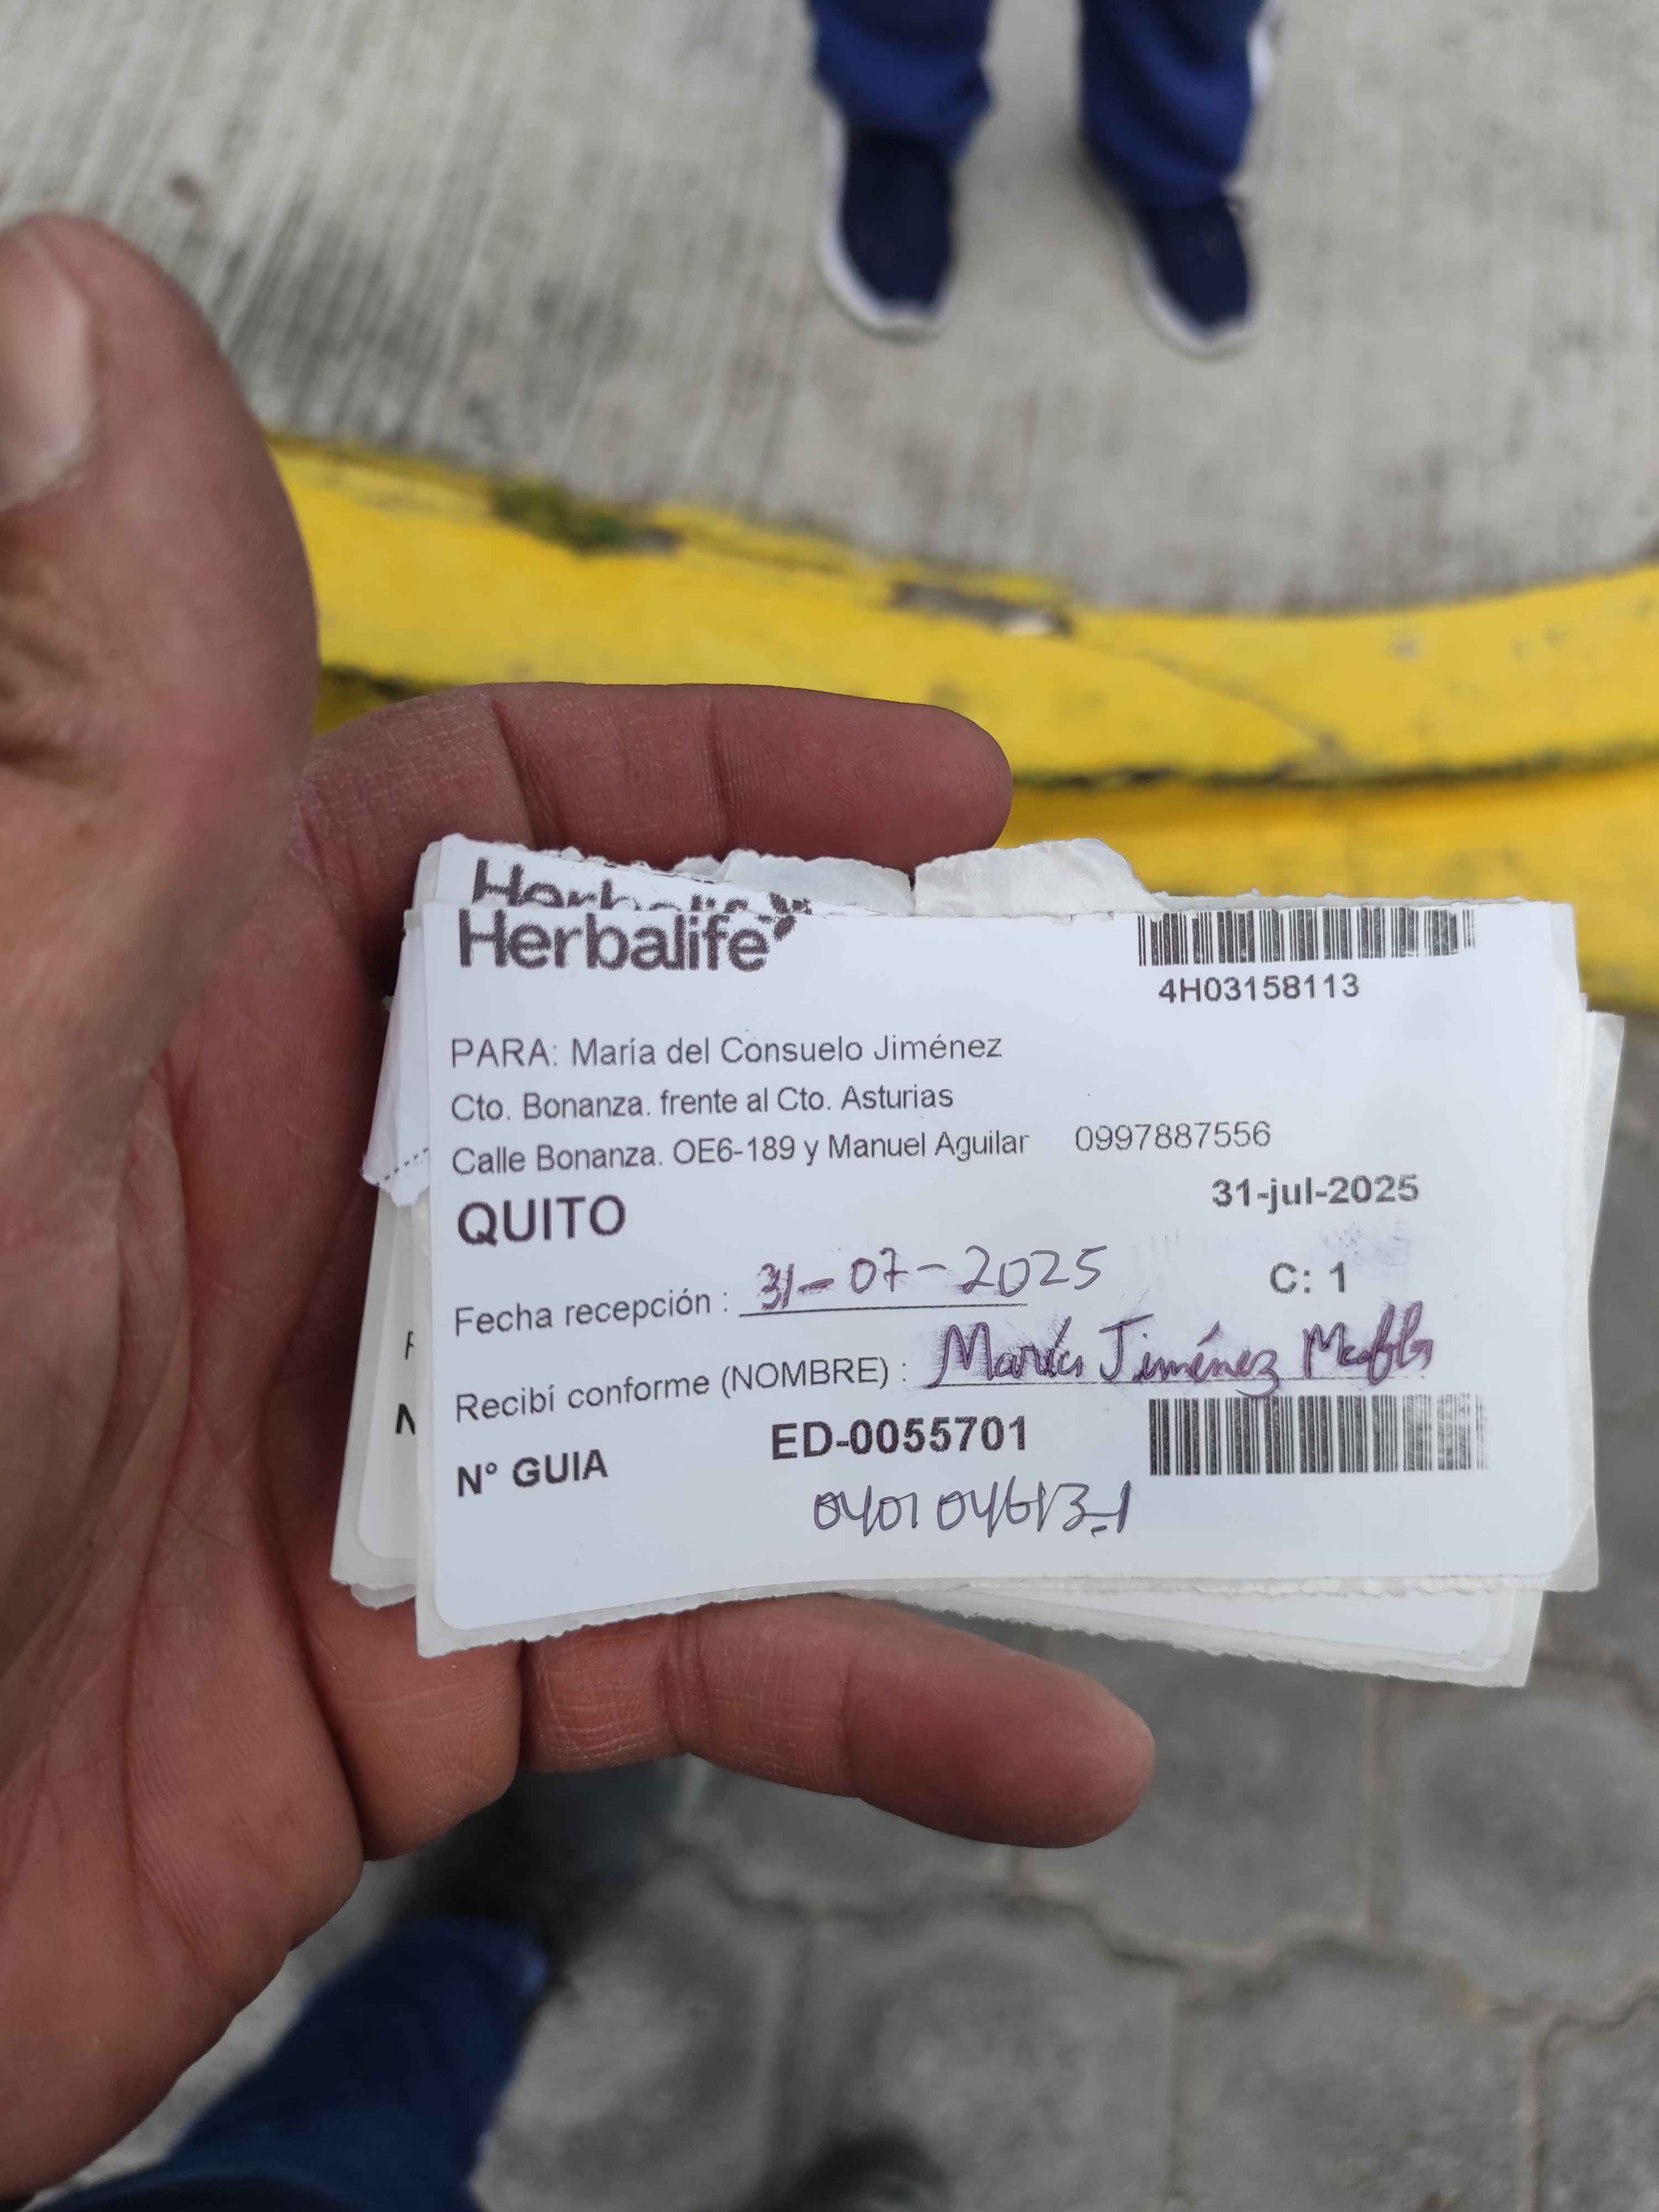 Herbalife
Herbalife
4H03158113
PARA: María del Consuelo Jiménez
Cto. Bonanza. frente al Cto. Asturias
Calle Bonanza. OE6-189 y Manuel Aguilar 0997887556
31-jul-2025
QUITO
C: 1
Fecha recepción : 31-07-2025
Recibí conforme (NOMBRE) : María Jiménez
N° GUIA ED-0055701
040104613-1
N